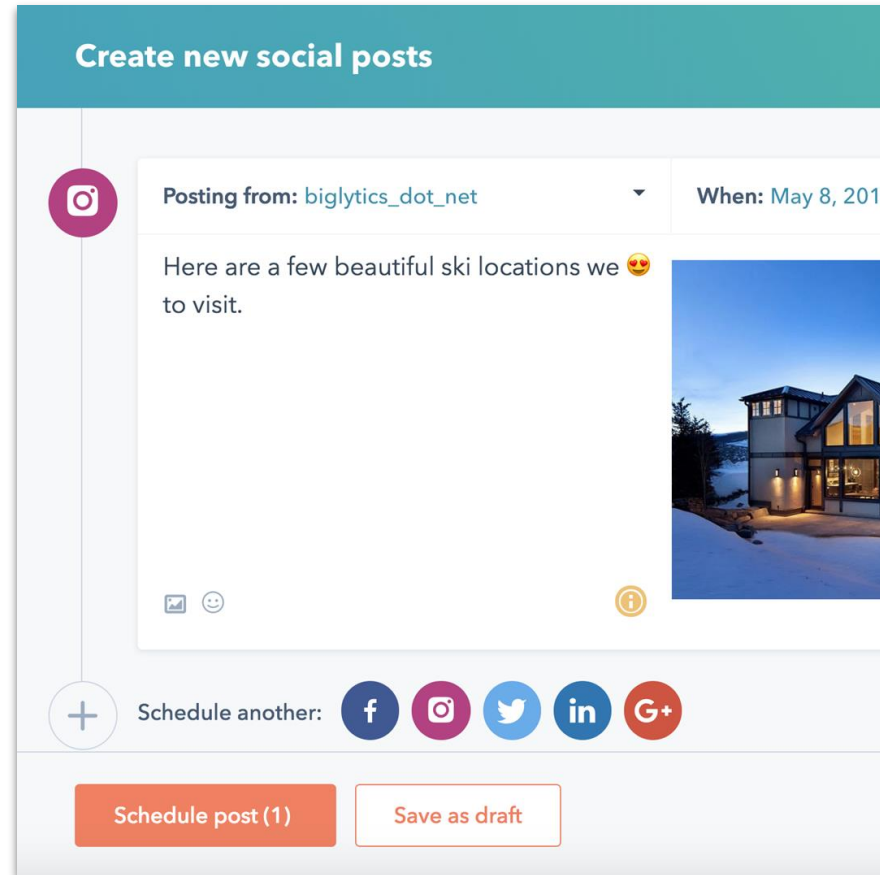 Create new social posts
Posting from: biglytics_dot_net
When: May 8, 201
Here are a few beautiful ski locations we 😍
to visit.
Schedule another: f in G+
Schedule post (1)
Save as draft